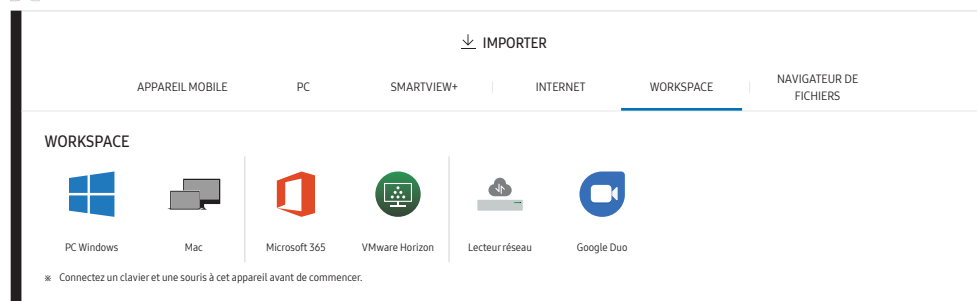 IMPORTER
APPAREIL MOBILE PC SMARTVIEW+ INTERNET WORKSPACE NAVIGATEUR DE
FICHIERS
WORKSPACE
PC Windows Mac Microsoft 365 VMware Horizon Lecteur réseau Google Duo
※ Connectez un clavier et une souris à cet appareil avant de commencer.